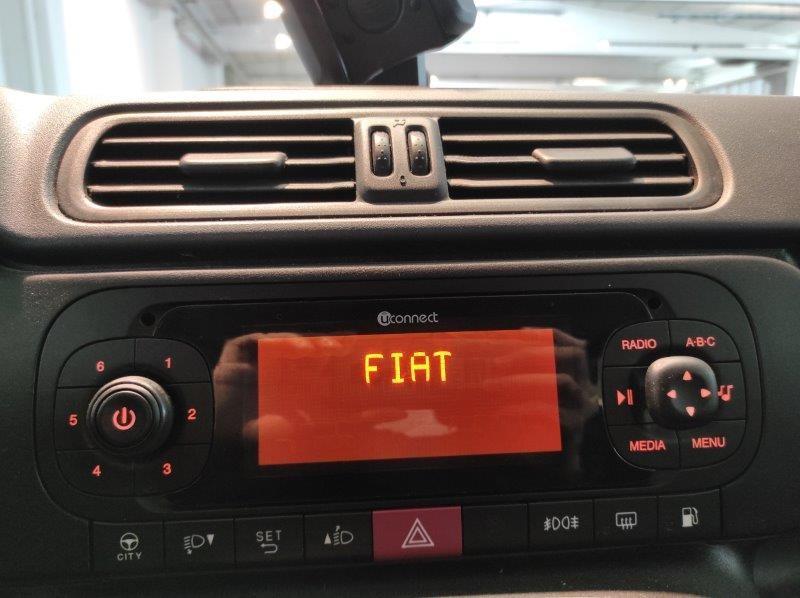 uconnect
FIAT
6 1
5 2
4 3
RADIO A·B·C
MEDIA MENU
CITY
SET